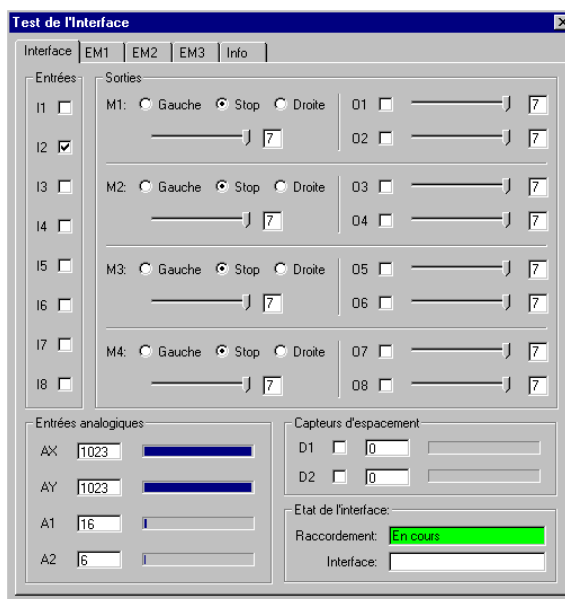 Test de l'Interface
Interface EM1 EM2 EM3 Info
Entrées Sorties
I1 M1: Gauche Stop Droite O1 7
I2 7 O2 7
I3 M2: Gauche Stop Droite O3 7
I4 7 O4 7
I5 M3: Gauche Stop Droite O5 7
I6 7 O6 7
I7 M4: Gauche Stop Droite O7 7
I8 7 O8 7
Entrées analogiques
AX 1023
AY 1023
A1 16
A2 6
Capteurs d'espacement
D1 0
D2 0
Etat de l'interface:
Raccordement: En cours
Interface: